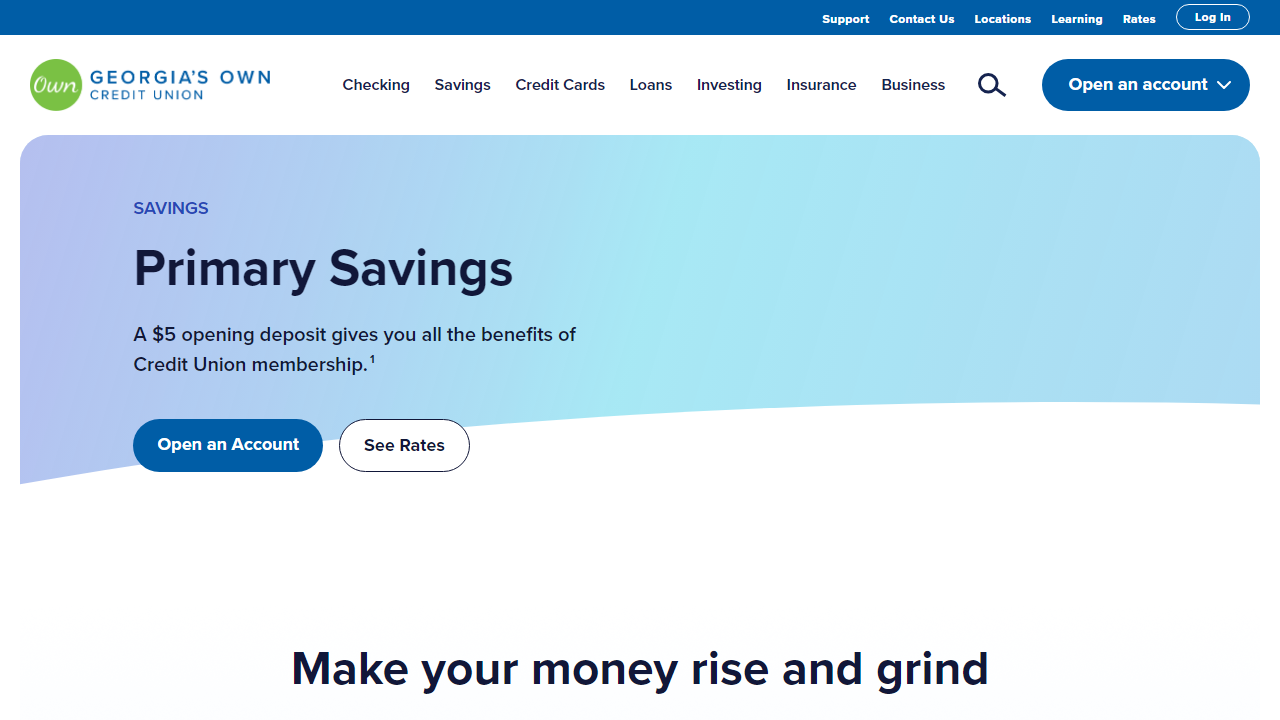 Support Contact Us Locations Learning Rates Log In
Own GEORGIA'S OWN
CREDIT UNION
Checking Savings Credit Cards Loans Investing Insurance Business Open an account
SAVINGS
Primary Savings
A $5 opening deposit gives you all the benefits of
Credit Union membership.¹
Open an Account See Rates
Make your money rise and grind